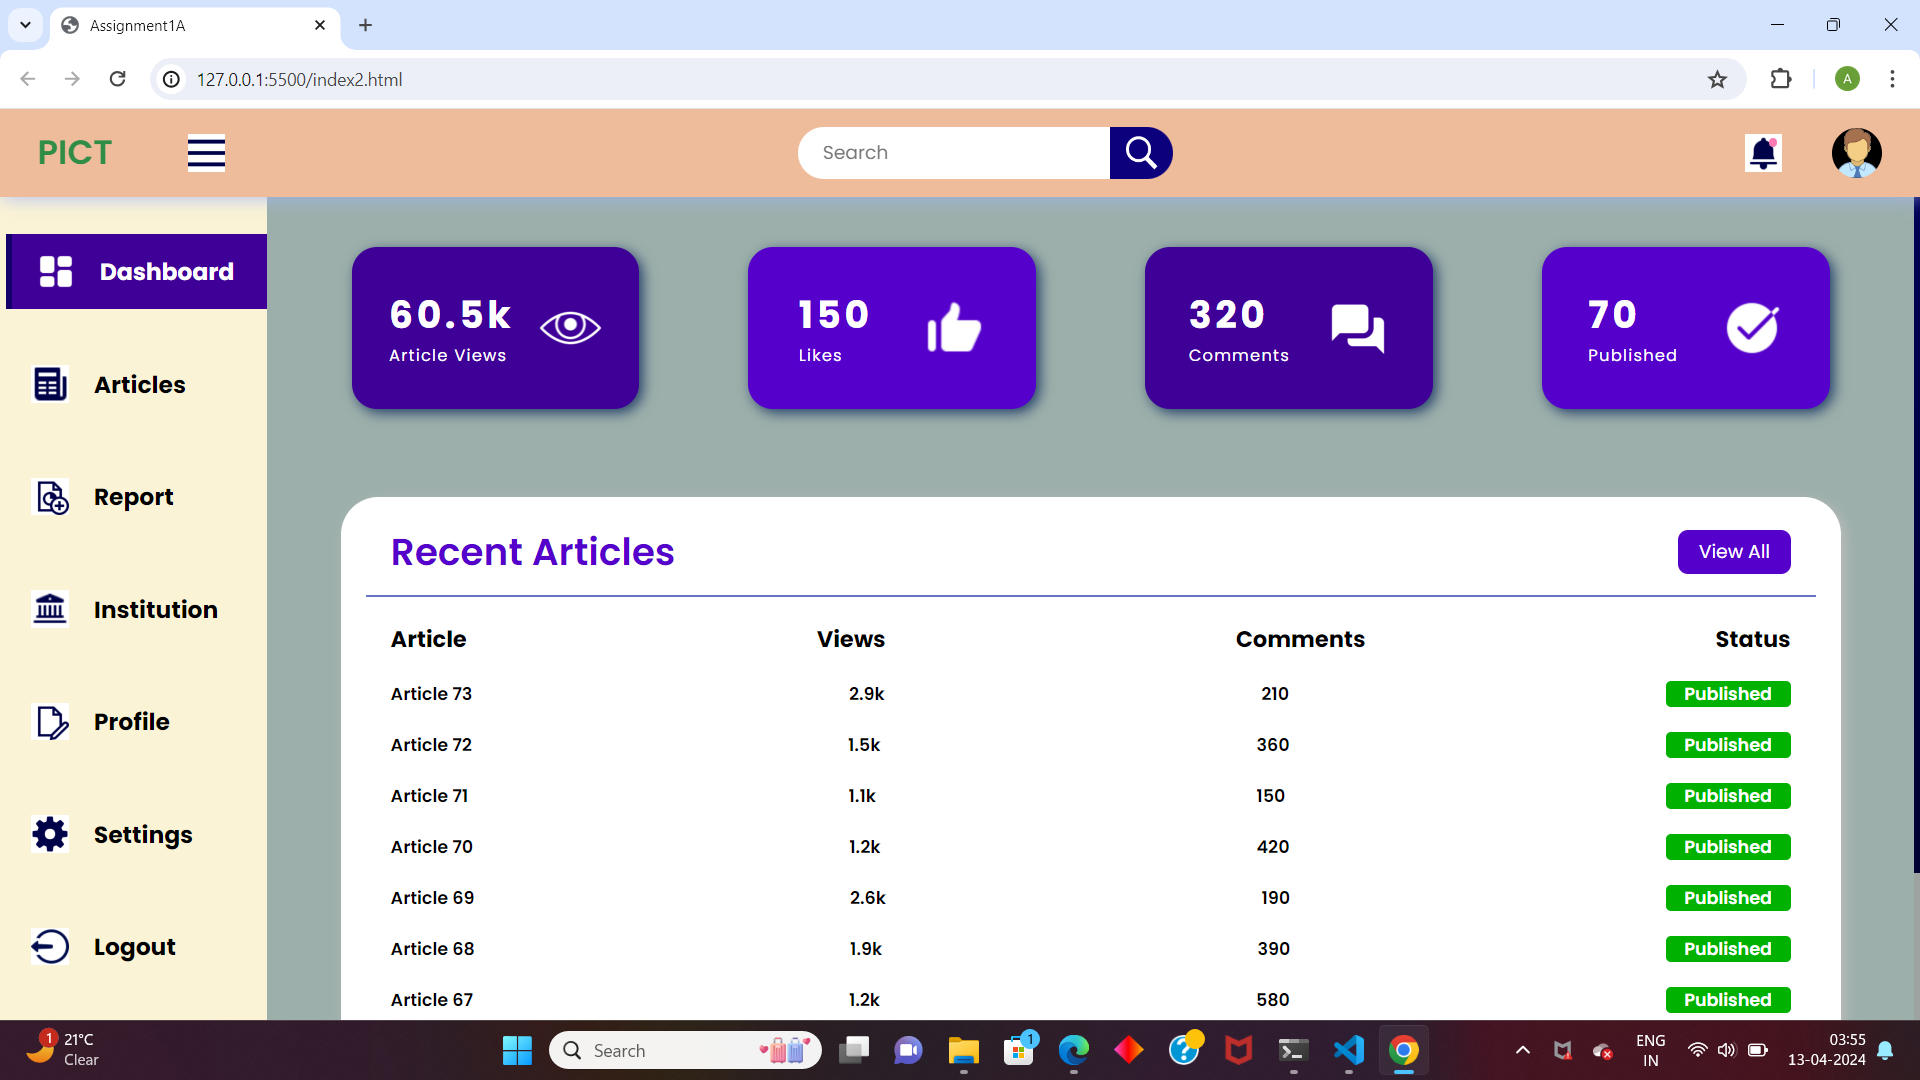 Assignment1A
127.0.0.1:5500/index2.html
A
PICT
Search
Dashboard
Articles
Report
Institution
Profile
Settings
Logout
60.5k
Article Views
150
Likes
320
Comments
70
Published
Recent Articles
View All
Article Views Comments Status
Article 73 2.9k 210 Published
Article 72 1.5k 360 Published
Article 71 1.1k 150 Published
Article 70 1.2k 420 Published
Article 69 2.6k 190 Published
Article 68 1.9k 390 Published
Article 67 1.2k 580 Published
1
21°C
Clear
Search
1
ENG
IN
03:55
13-04-2024